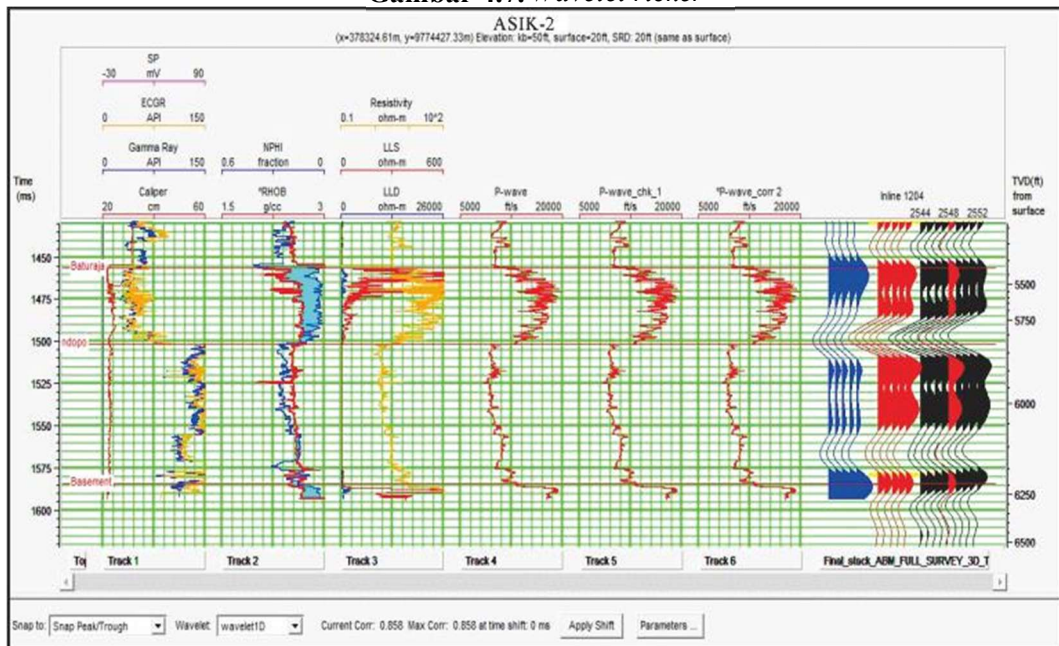 Gambar 4.7. Wavelet Ricker
ASIK-2
(x=378324.61m, y=9774427.33m) Elevation: kb=50ft, surface=20ft, SRD: 20ft (same as surface)
SP
-30 mV 90
ECGR Resistivity
0 API 150 0.1 ohm-m 10^2
Gamma Ray NPHI LLS
0 API 150 0.6 fraction 0 0 ohm-m 600
Time (ms) Caliper *RHOB LLD P-wave P-wave_chk_1 *P-wave_corr 2 Inline 1204 TVD(ft) from surface
20 cm 60 1.5 g/cc 3 0 ohm-m 26000 5000 ft/s 20000 5000 ft/s 20000 5000 ft/s 20000 2544 2548 2552
1450
Baturaja
1475 5500
5750
1500 ndopo
1525
6000
1550
1575
Basement
6250
1600
6500
Top Track 1 Track 2 Track 3 Track 4 Track 5 Track 6 Final_stack_ABM_FULL_SURVEY_3D_T
Snap to: Snap Peak/Trough Wavelet: wavelet1D Current Corr: 0.858 Max Corr: 0.858 at time shift: 0 ms Apply Shift Parameters ...